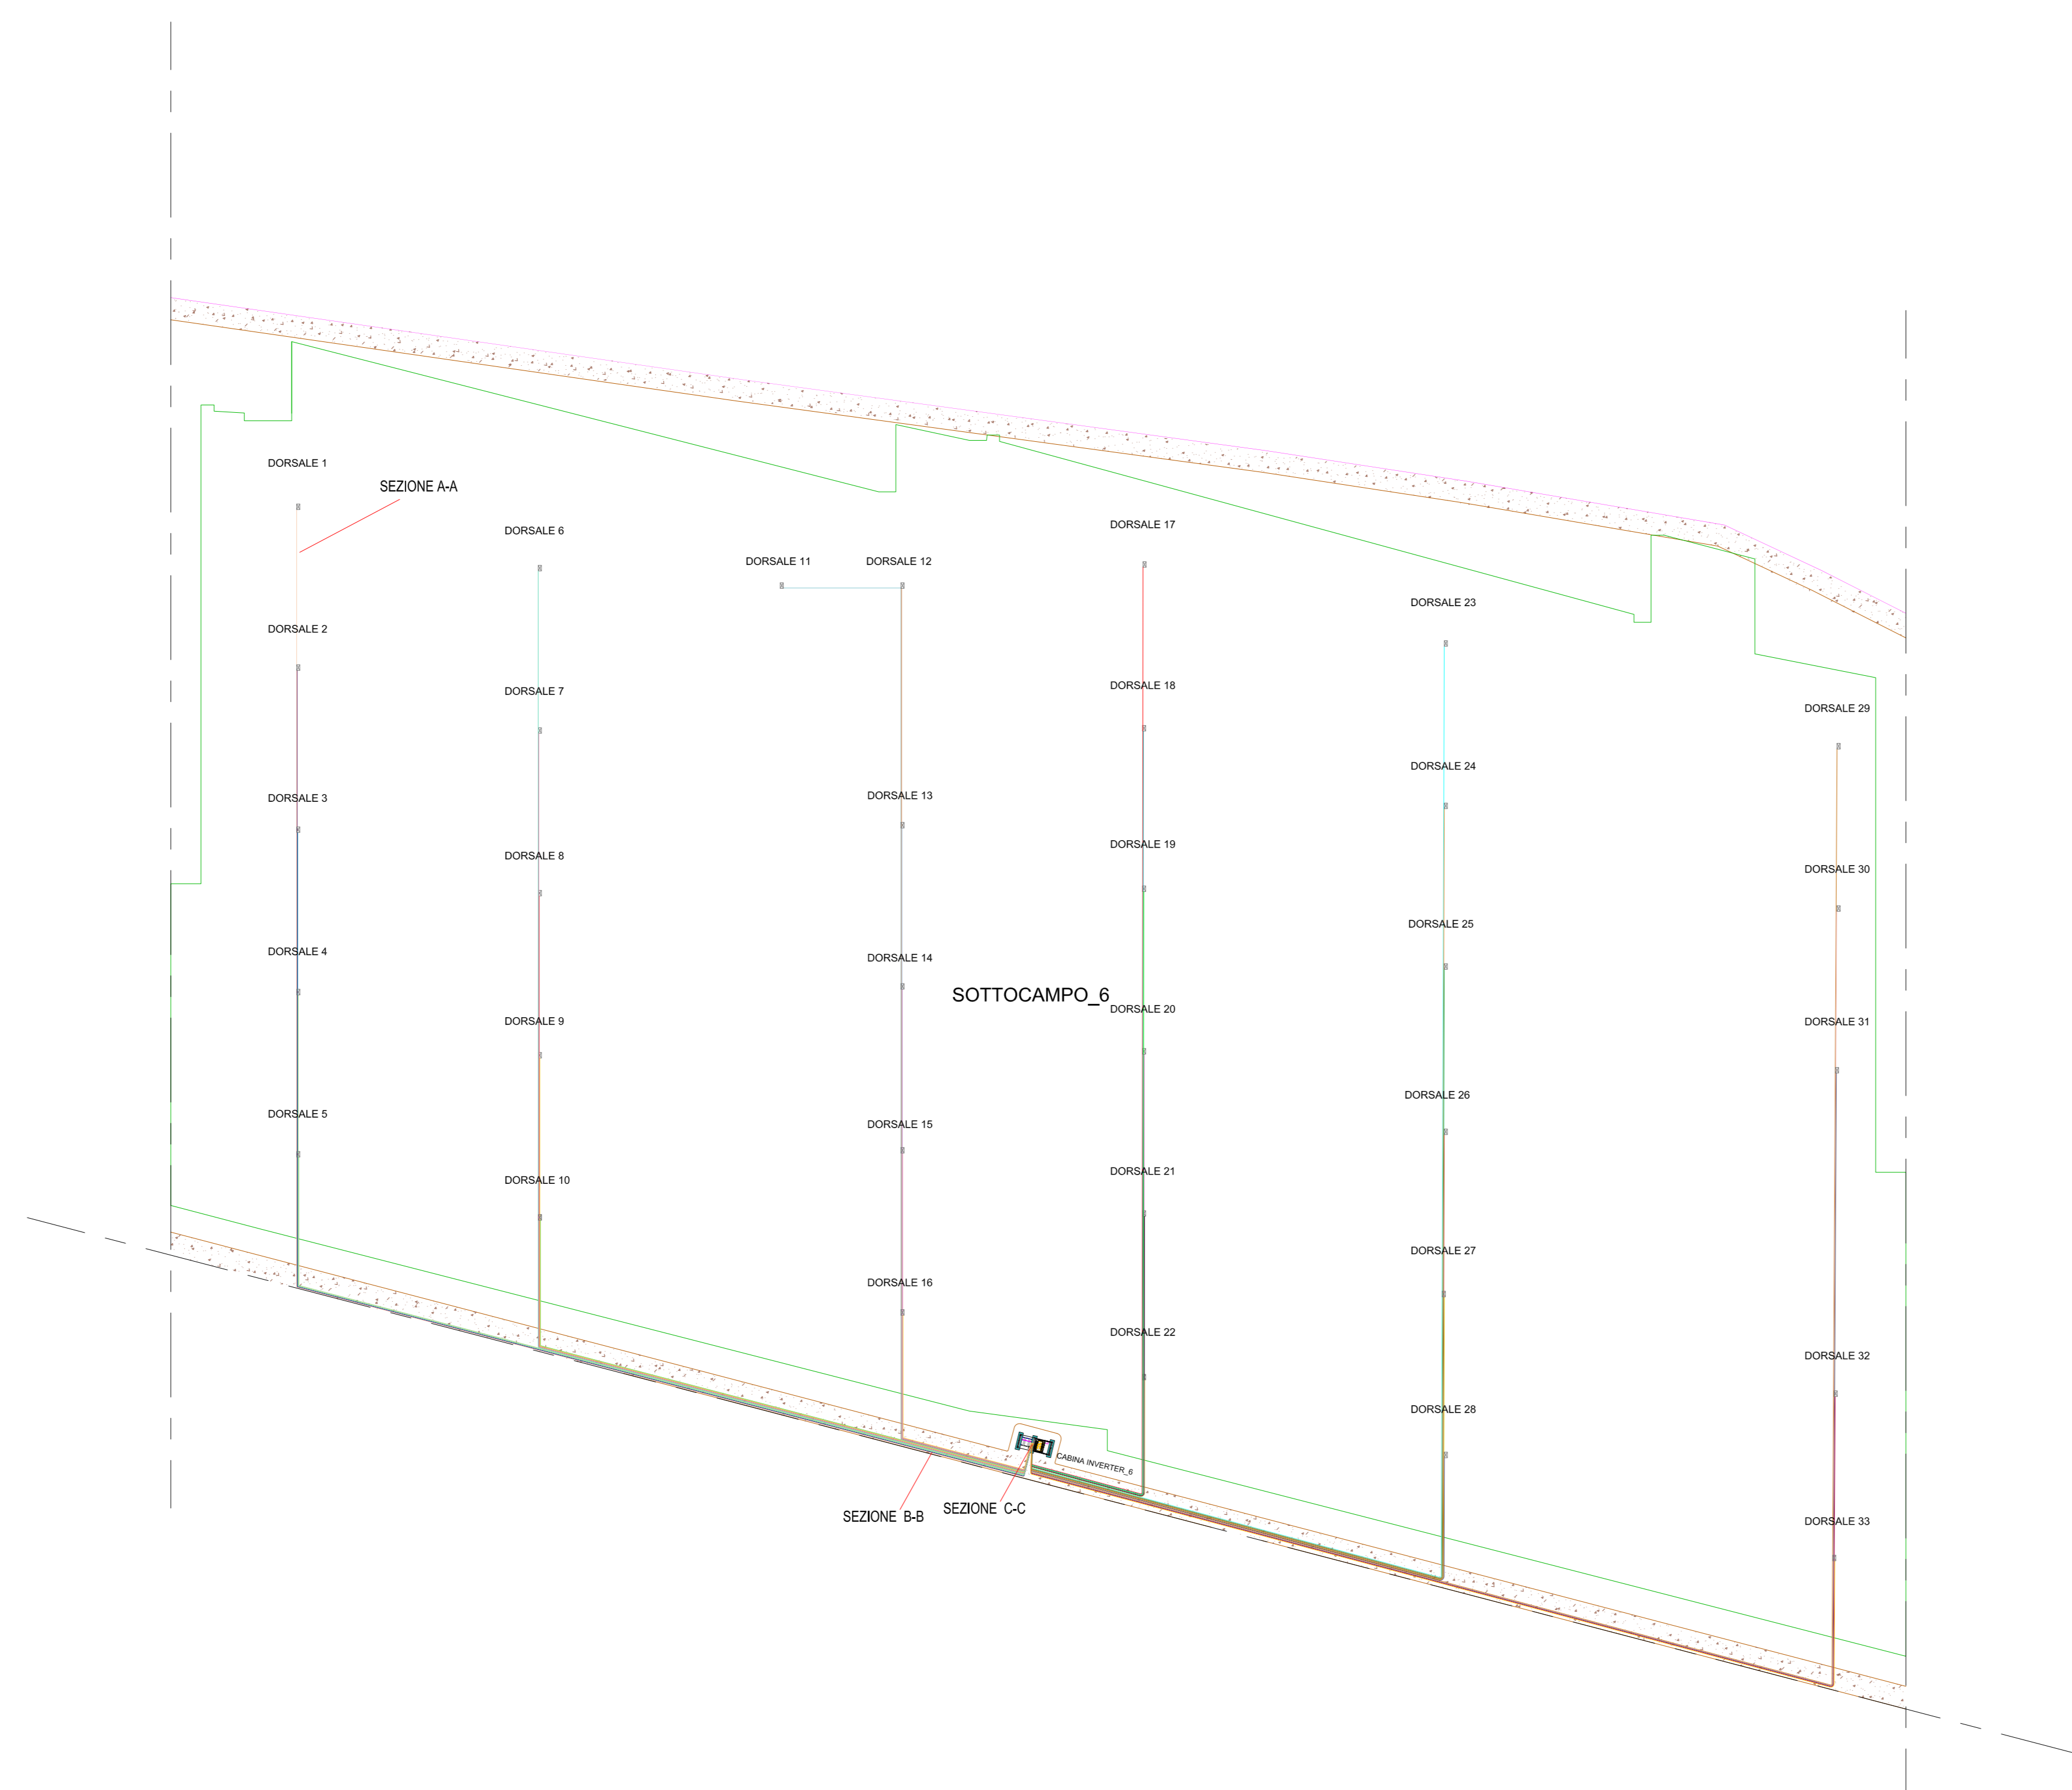 DORSALE 1
SEZIONE A-A
DORSALE 17
DORSALE 6
DORSALE 11
DORSALE 12
DORSALE 23
DORSALE 2
DORSALE 18
DORSALE 7
DORSALE 29
DORSALE 24
DORSALE 13
DORSALE 3
DORSALE 19
DORSALE 8
DORSALE 30
DORSALE 25
DORSALE 4
DORSALE 14
SOTTOCAMPO_6
DORSALE 20
DORSALE 9
DORSALE 31
DORSALE 26
DORSALE 5
DORSALE 15
DORSALE 21
DORSALE 10
DORSALE 27
DORSALE 16
DORSALE 22
DORSALE 32
DORSALE 28
CABINA INVERTER_6
SEZIONE C-C
SEZIONE B-B
DORSALE 33